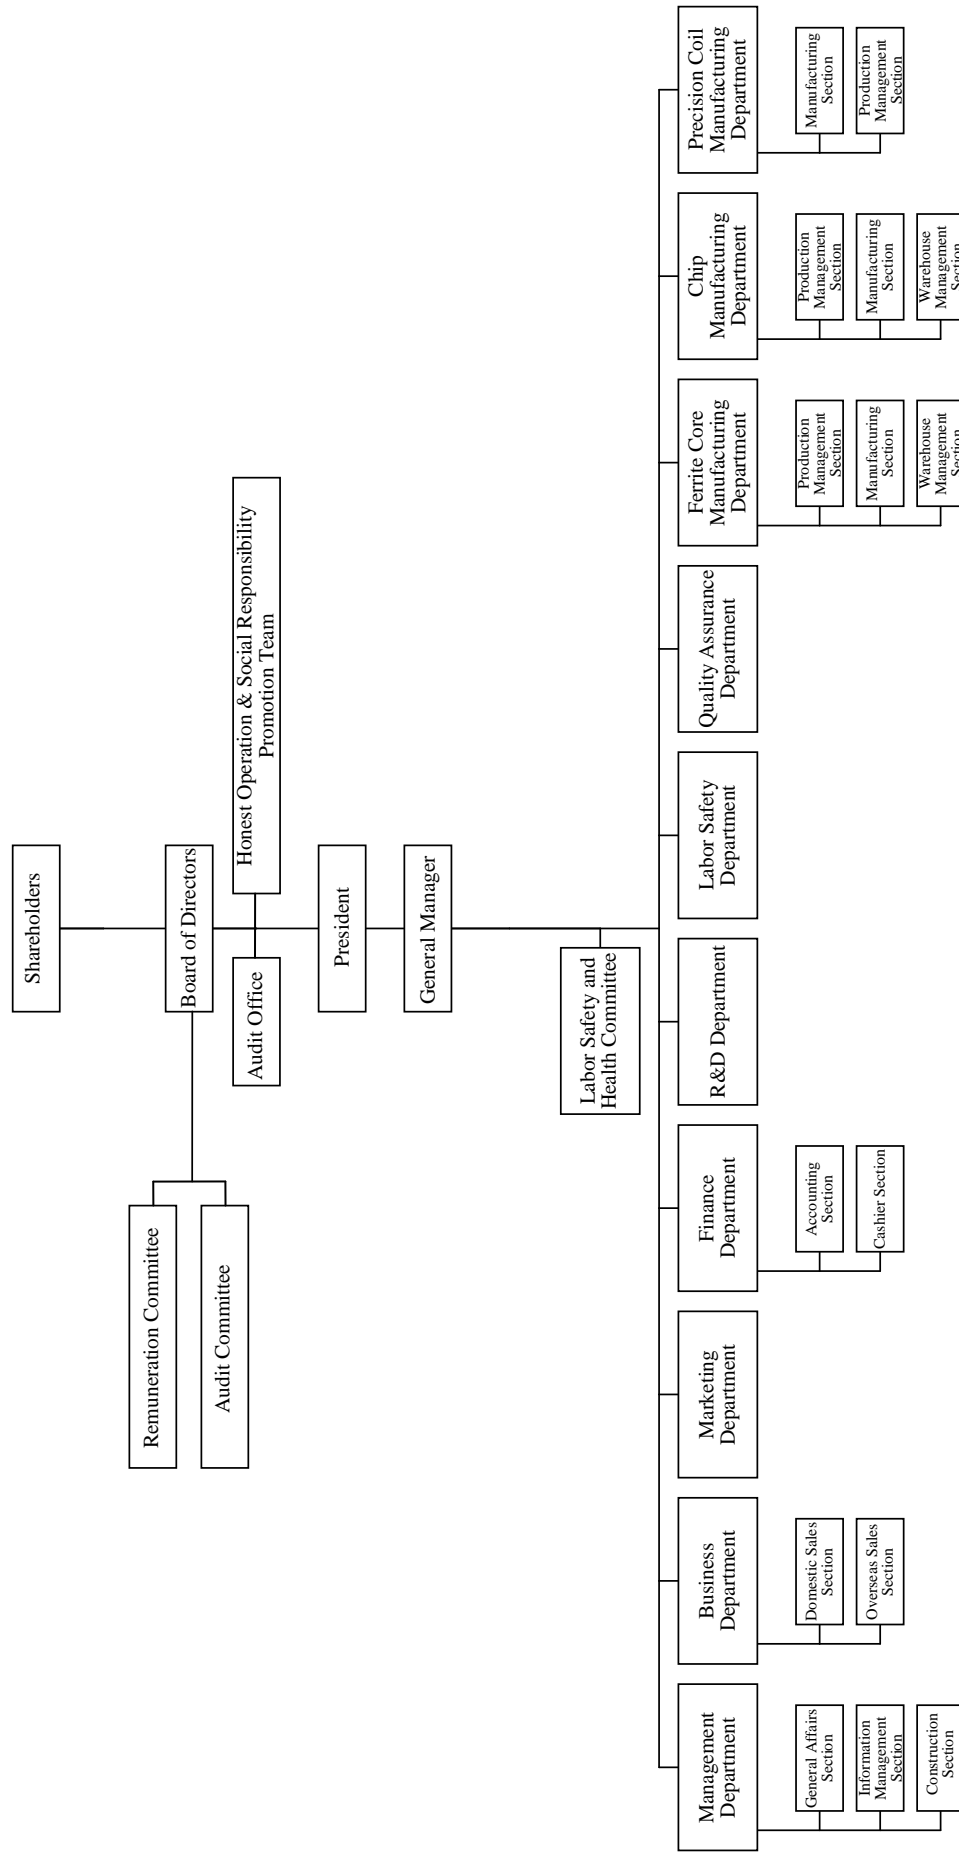 Shareholders
Remuneration Committee
Board of Directors
Audit Committee
Audit Office
Honest Operation & Social Responsibility
Promotion Team
President
General Manager
Labor Safety and
Health Committee
Management
Department
Business
Department
Marketing
Department
Finance
Department
R&D Department
Labor Safety
Department
Quality Assurance
Department
Ferrite Core
Manufacturing
Department
Chip
Manufacturing
Department
Precision Coil
Manufacturing
Department
General Affairs
Section
Information
Management
Section
Construction
Section
Domestic Sales
Section
Overseas Sales
Section
Accounting
Section
Cashier Section
Production
Management
Section
Manufacturing
Section
Warehouse
Management
Section
Production
Management
Section
Manufacturing
Section
Warehouse
Management
Section
Manufacturing
Section
Production
Management
Section